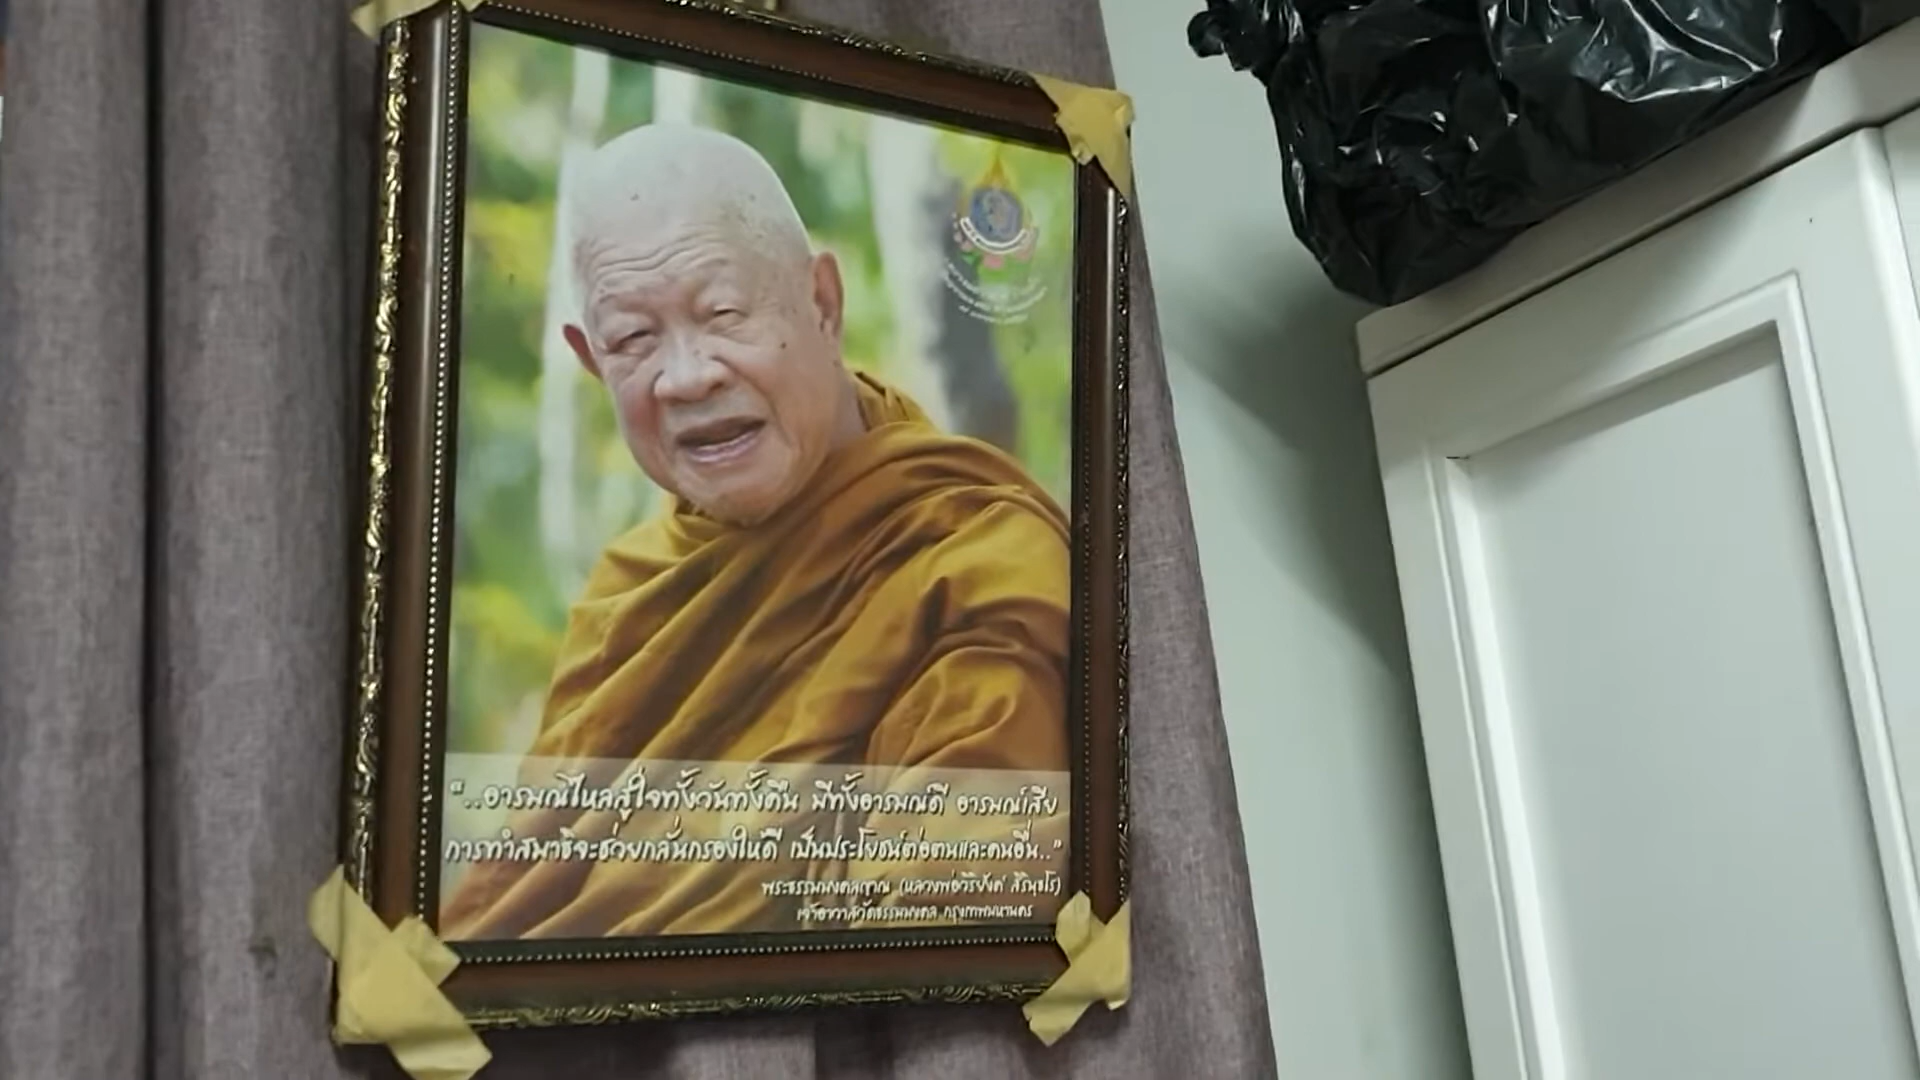 "..อารมณ์ไหลสู่ใจทั้งวันทั้งคืน มีทั้งอารมณ์ดี อารมณ์เสีย
การทำสมาธิจะช่วยกลั่นกรองให้ดี เป็นประโยชน์ต่อตนและคนอื่น.."
พระธรรมมงคลญาณ (หลวงพ่อวิริยังค์ สิรินฺธโร)
เจ้าอาวาสวัดธรรมมงคล กรุงเทพมหานคร